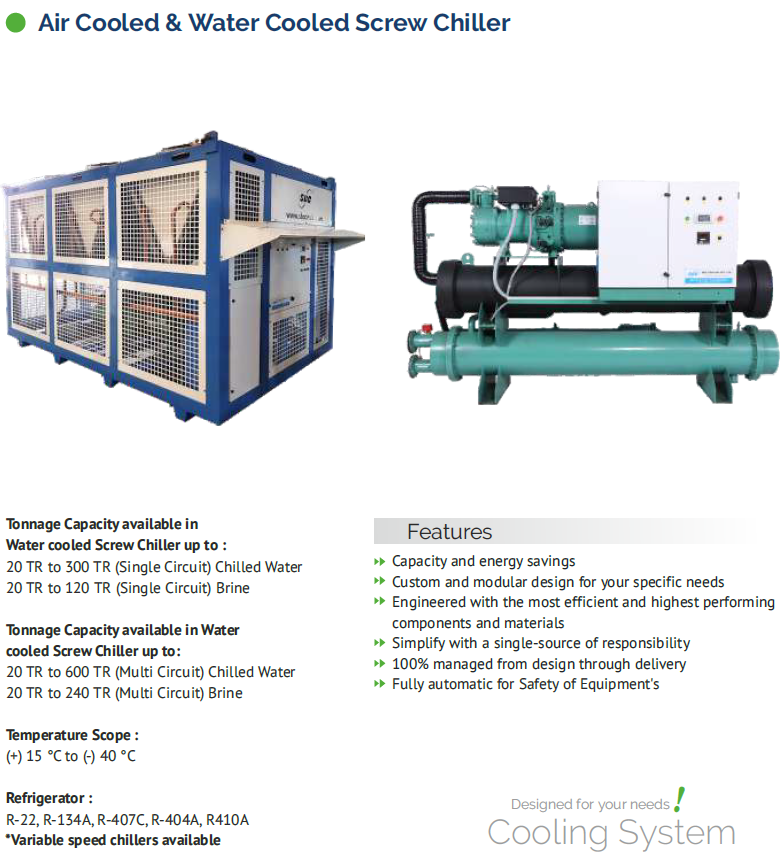 Air Cooled & Water Cooled Screw Chiller
Tonnage Capacity available in
Water cooled Screw Chiller up to :
20 TR to 300 TR (Single Circuit) Chilled Water
20 TR to 120 TR (Single Circuit) Brine
Tonnage Capacity available in Water
cooled Screw Chiller up to:
20 TR to 600 TR (Multi Circuit) Chilled Water
20 TR to 240 TR (Multi Circuit) Brine
Temperature Scope :
(+) 15 °C to (-) 40 °C
Refrigerator :
R-22, R-134A, R-407C, R-404A, R410A
*Variable speed chillers available
Features
Capacity and energy savings
Custom and modular design for your specific needs
Engineered with the most efficient and highest performing
components and materials
Simplify with a single-source of responsibility
100% managed from design through delivery
Fully automatic for Safety of Equipment's
Designed for your needs !
Cooling System